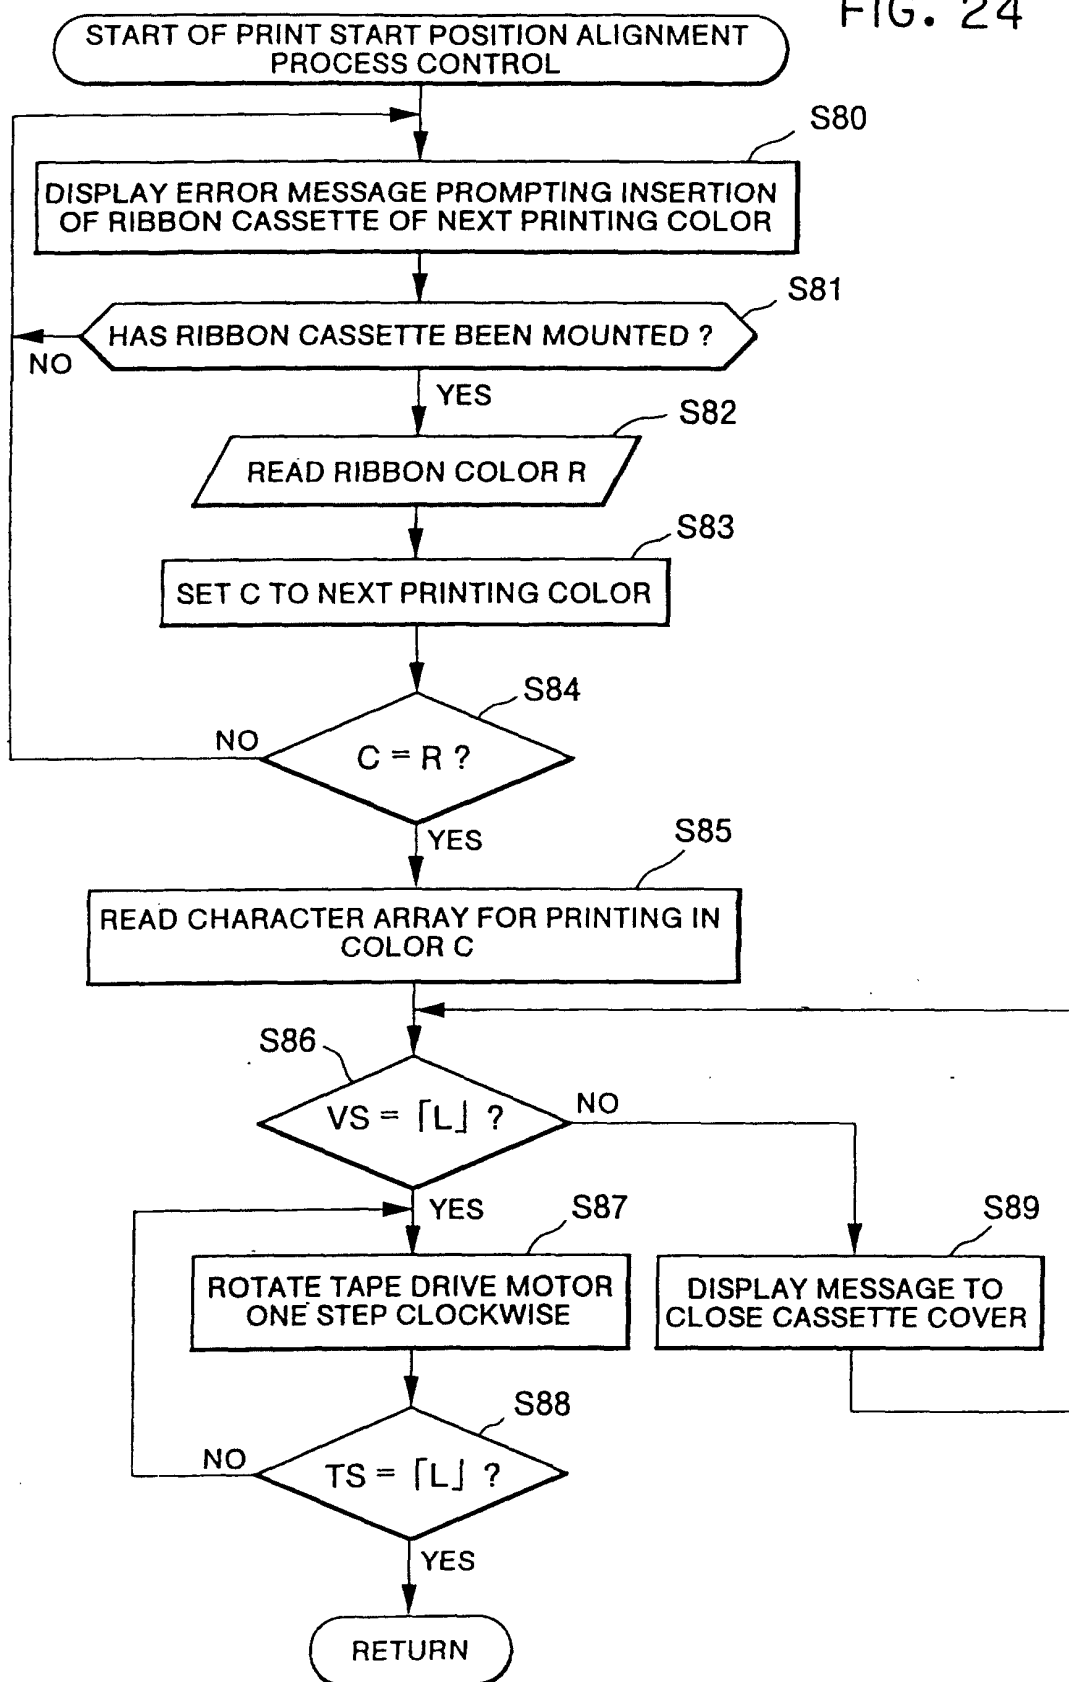 FIG. 24
START OF PRINT START POSITION ALIGNMENT
PROCESS CONTROL
S80
DISPLAY ERROR MESSAGE PROMPTING INSERTION
OF RIBBON CASSETTE OF NEXT PRINTING COLOR
S81
HAS RIBBON CASSETTE BEEN MOUNTED ?
NO
YES
S82
READ RIBBON COLOR R
S83
SET C TO NEXT PRINTING COLOR
S84
C = R ?
NO
YES
S85
READ CHARACTER ARRAY FOR PRINTING IN
COLOR C
S86
VS = ⌈L⌋ ?
NO
YES
S87
ROTATE TAPE DRIVE MOTOR
ONE STEP CLOCKWISE
S89
DISPLAY MESSAGE TO
CLOSE CASSETTE COVER
S88
TS = ⌈L⌋ ?
NO
YES
RETURN